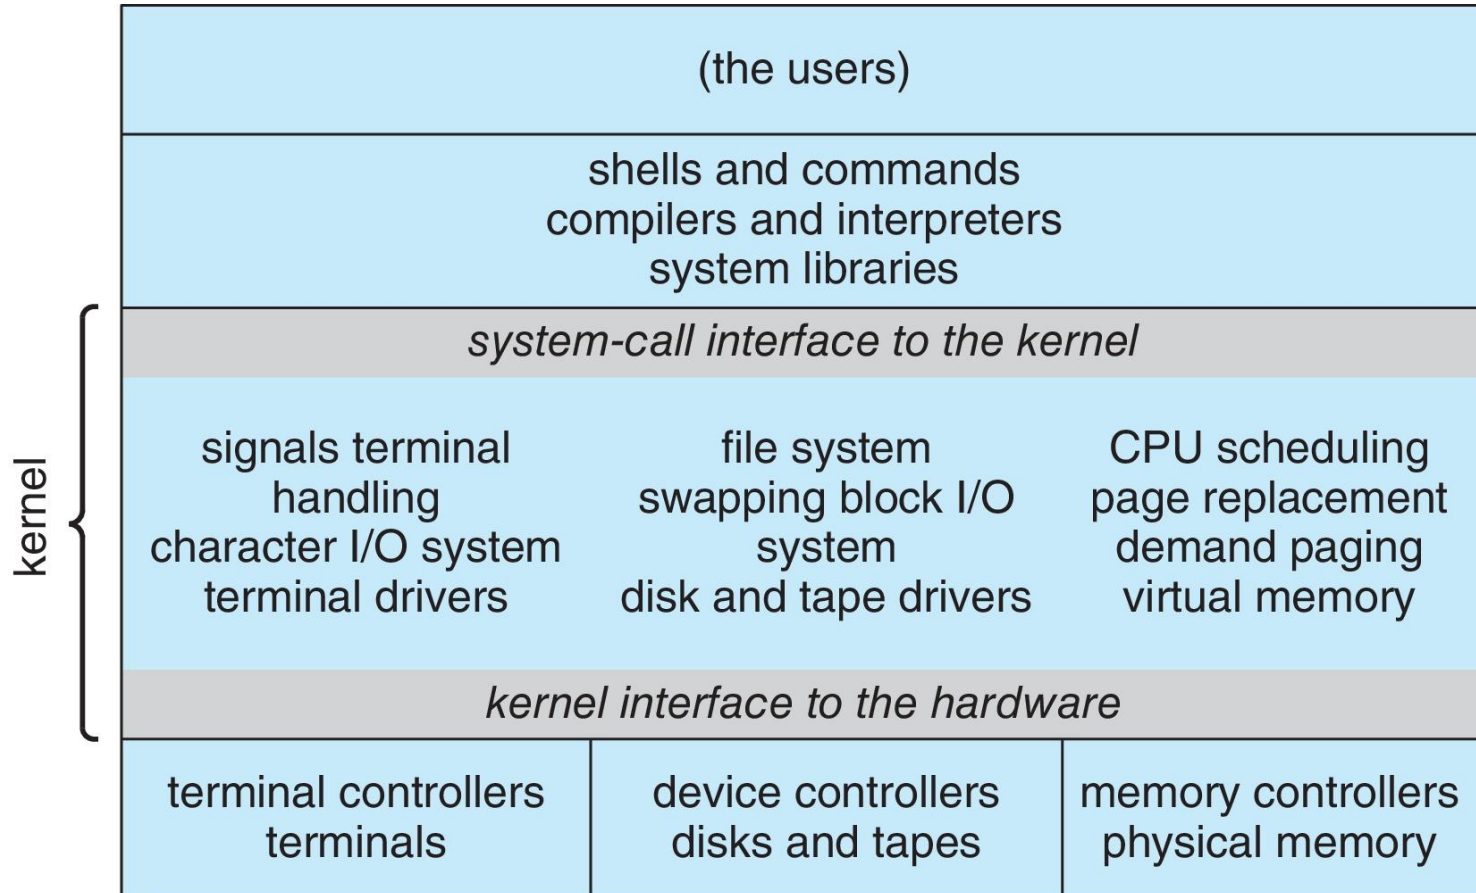 (the users)
shells and commands
compilers and interpreters
system libraries
system-call interface to the kernel
kernel
signals terminal
handling
character I/O system
terminal drivers
file system
swapping block I/O
system
disk and tape drivers
CPU scheduling
page replacement
demand paging
virtual memory
kernel interface to the hardware
terminal controllers
terminals
device controllers
disks and tapes
memory controllers
physical memory